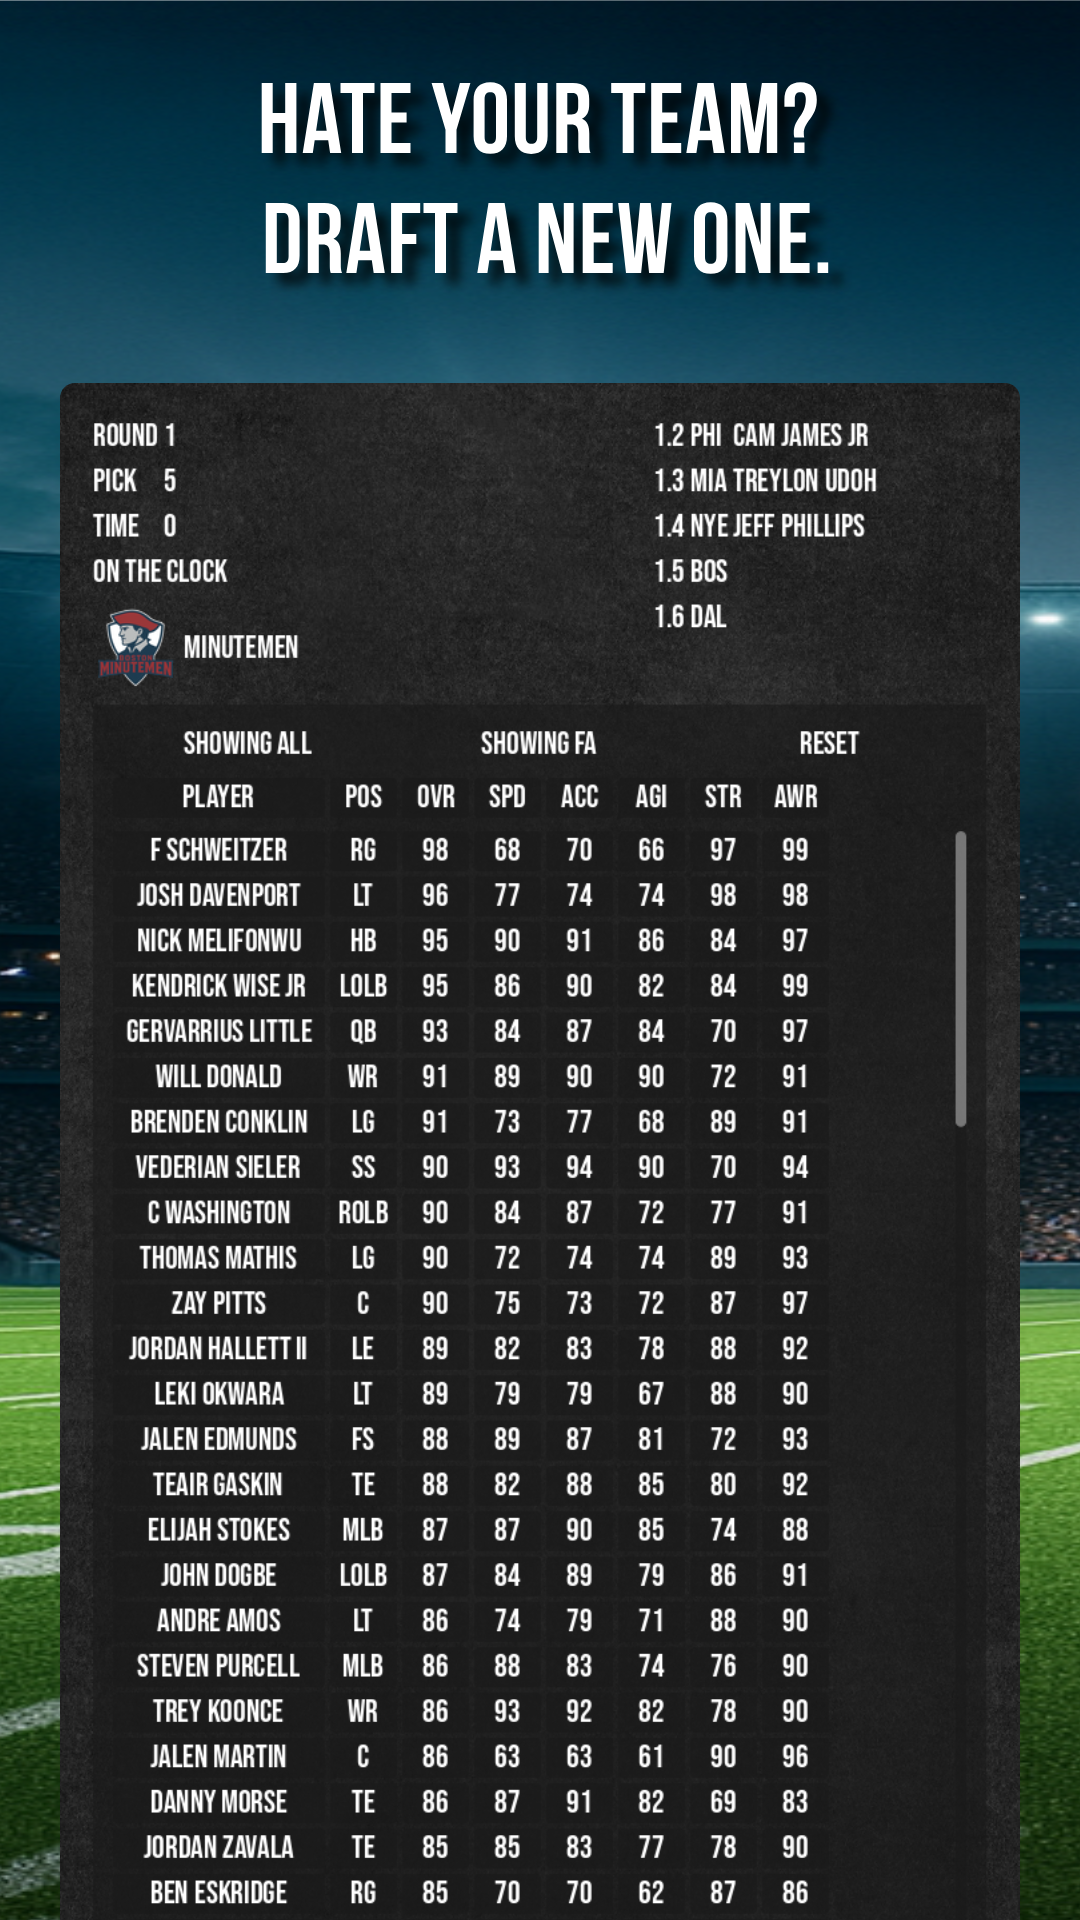 HATE YOUR TEAM?
DRAFT A NEW ONE.
ROUND 1
PICK 5
TIME 0
ON THE CLOCK
BOSTON
MINUTEMEN
MINUTEMEN
1.2 PHI CAM JAMES JR
1.3 MIA TREYLON UDOH
1.4 NYE JEFF PHILLIPS
1.5 BOS
1.6 DAL
SHOWING ALL SHOWING FA RESET
PLAYER POS OVR SPD ACC AGI STR AWR
F SCHWEITZER RG 98 68 70 66 97 99
JOSH DAVENPORT LT 96 77 74 74 98 98
NICK MELIFONWU HB 95 90 91 86 84 97
KENDRICK WISE JR LOLB 95 86 90 82 84 99
GERVARRIUS LITTLE QB 93 84 87 84 70 97
WILL DONALD WR 91 89 90 90 72 91
BRENDEN CONKLIN LG 91 73 77 68 89 91
VEDERIAN SIELER SS 90 93 94 90 70 94
C WASHINGTON ROLB 90 84 87 72 77 91
THOMAS MATHIS LG 90 72 74 74 89 93
ZAY PITTS C 90 75 73 72 87 97
JORDAN HALLETT II LE 89 82 83 78 88 92
LEKI OKWARA LT 89 79 79 67 88 90
JALEN EDMUNDS FS 88 89 87 81 72 93
TEAIR GASKIN TE 88 82 88 85 80 92
ELIJAH STOKES MLB 87 87 90 85 74 88
JOHN DOGBE LOLB 87 84 89 79 86 91
ANDRE AMOS LT 86 74 79 71 88 90
STEVEN PURCELL MLB 86 88 83 74 76 90
TREY KOONCE WR 86 93 92 82 78 90
JALEN MARTIN C 86 63 63 61 90 96
DANNY MORSE TE 86 87 91 82 69 83
JORDAN ZAVALA TE 85 85 83 77 78 90
BEN ESKRIDGE RG 85 70 70 62 87 86